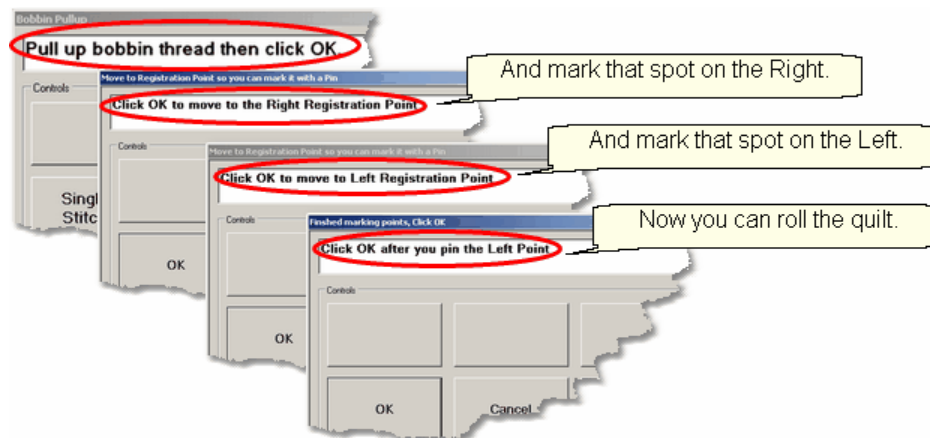 Bobbin Pullup
Pull up bobbin thread then click OK.
Controls
Singl
Stitc
Move to Registration Point so you can mark it with a Pin
Click OK to move to the Right Registration Point
And mark that spot on the Right.
Controls
OK
Move to Registration Point so you can mark it with a Pin
Click OK to move to Left Registration Point
And mark that spot on the Left.
Controls
OK
Finshed marking points, Click OK
Click OK after you pin the Left Point
Now you can roll the quilt.
Controls
OK
Cancel